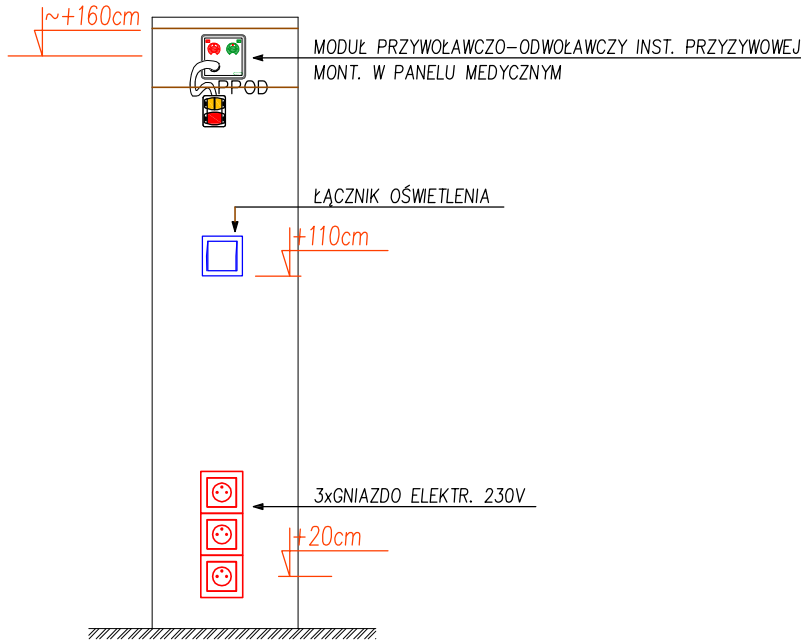 ~+160cm
MODUŁ PRZYWOŁAWCZO-ODWOŁAWCZY INST. PRZYZYWOWEJ
MONT. W PANELU MEDYCZNYM
PPOD
ŁĄCZNIK OŚWIETLENIA
+110cm
3xGNIAZDO ELEKTR. 230V
+20cm